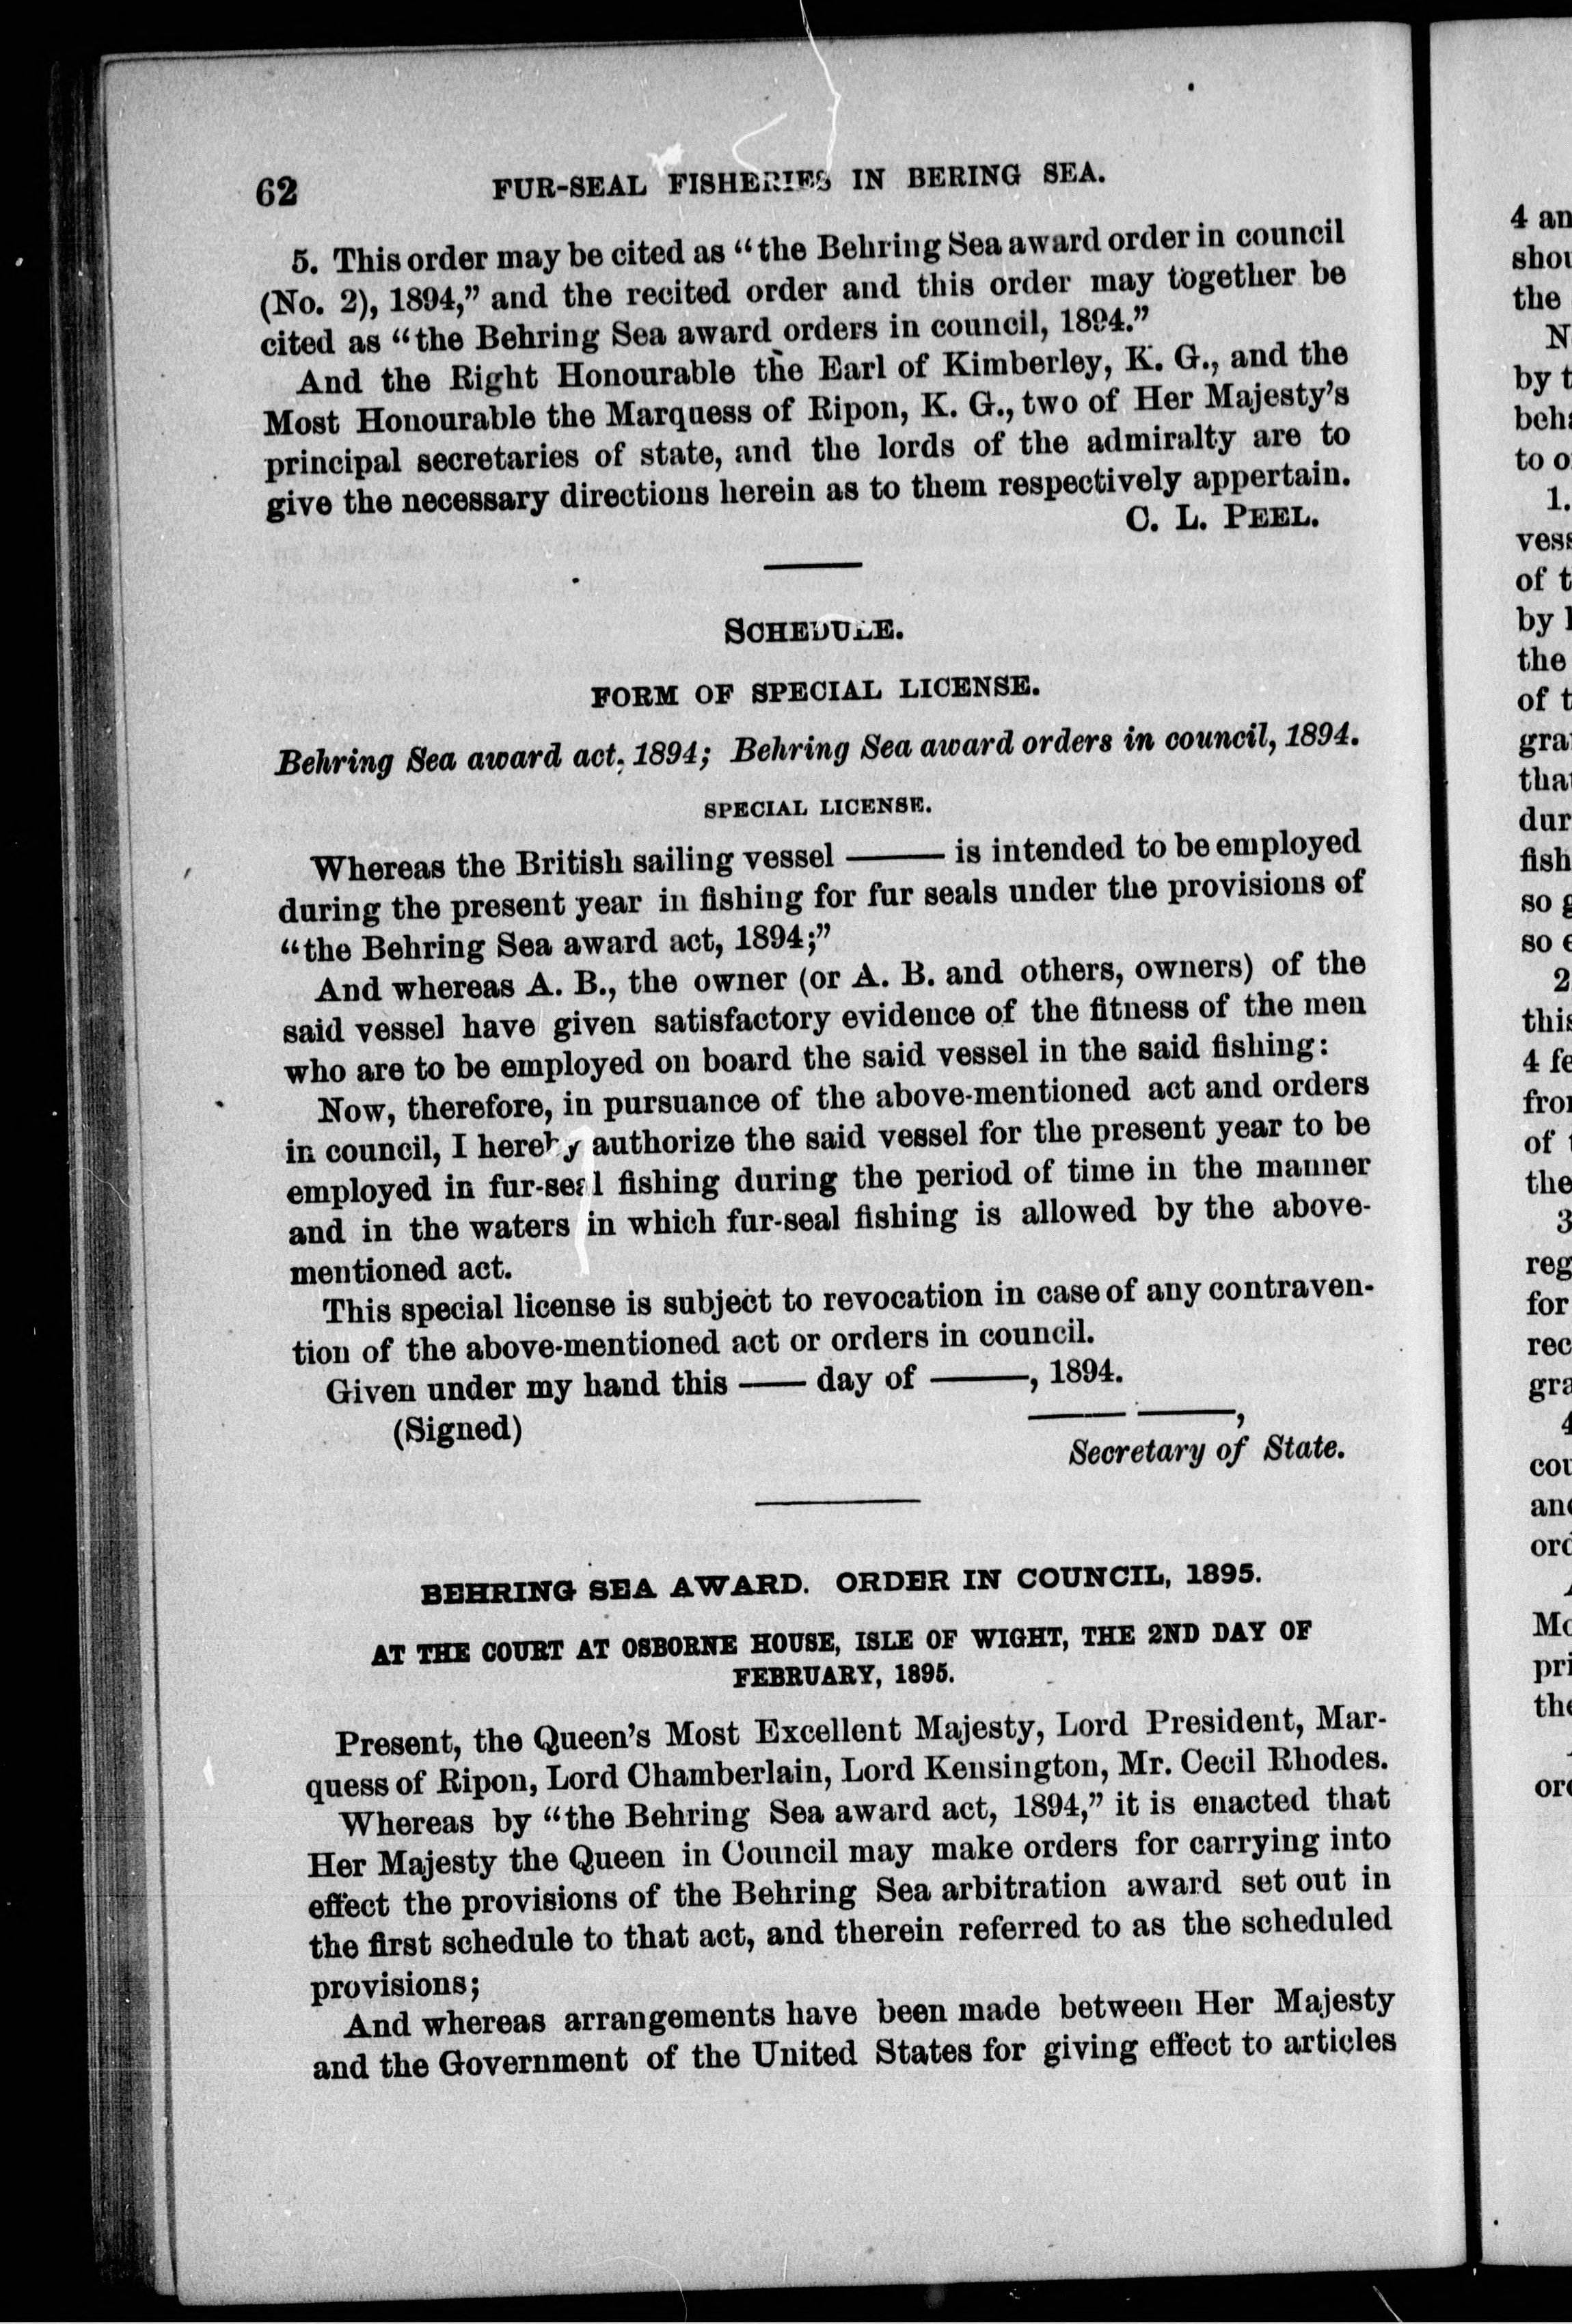 62 FUR-SEAL FISHERIES IN BERING SEA.
5. This order may be cited as “the Behring Sea award order in council
(No. 2), 1894,” and the recited order and this order may together be
cited as “the Behring Sea award orders in council, 1894.”
And the Right Honourable the Earl of Kimberley, K. G., and the
Most Honourable the Marquess of Ripon, K. G., two of Her Majesty’s
principal secretaries of state, and the lords of the admiralty are to
give the necessary directions herein as to them respectively appertain.
C. L. PEEL.
SCHEDULE.
FORM OF SPECIAL LICENSE.
Behring Sea award act, 1894; Behring Sea award orders in council, 1894.
SPECIAL LICENSE.
Whereas the British sailing vessel ——— is intended to be employed
during the present year in fishing for fur seals under the provisions of
“the Behring Sea award act, 1894;”
And whereas A. B., the owner (or A. B. and others, owners) of the
said vessel have given satisfactory evidence of the fitness of the men
who are to be employed on board the said vessel in the said fishing:
Now, therefore, in pursuance of the above-mentioned act and orders
in council, I hereby authorize the said vessel for the present year to be
employed in fur-seal fishing during the period of time in the manner
and in the waters in which fur-seal fishing is allowed by the above-
mentioned act.
This special license is subject to revocation in case of any contraven-
tion of the above-mentioned act or orders in council.
Given under my hand this —— day of ———, 1894.
(Signed) ——— ———,
Secretary of State.
BEHRING SEA AWARD. ORDER IN COUNCIL, 1895.
AT THE COURT AT OSBORNE HOUSE, ISLE OF WIGHT, THE 2ND DAY OF
FEBRUARY, 1895.
Present, the Queen’s Most Excellent Majesty, Lord President, Mar-
quess of Ripon, Lord Chamberlain, Lord Kensington, Mr. Cecil Rhodes.
Whereas by “the Behring Sea award act, 1894,” it is enacted that
Her Majesty the Queen in Council may make orders for carrying into
effect the provisions of the Behring Sea arbitration award set out in
the first schedule to that act, and therein referred to as the scheduled
provisions;
And whereas arrangements have been made between Her Majesty
and the Government of the United States for giving effect to articles